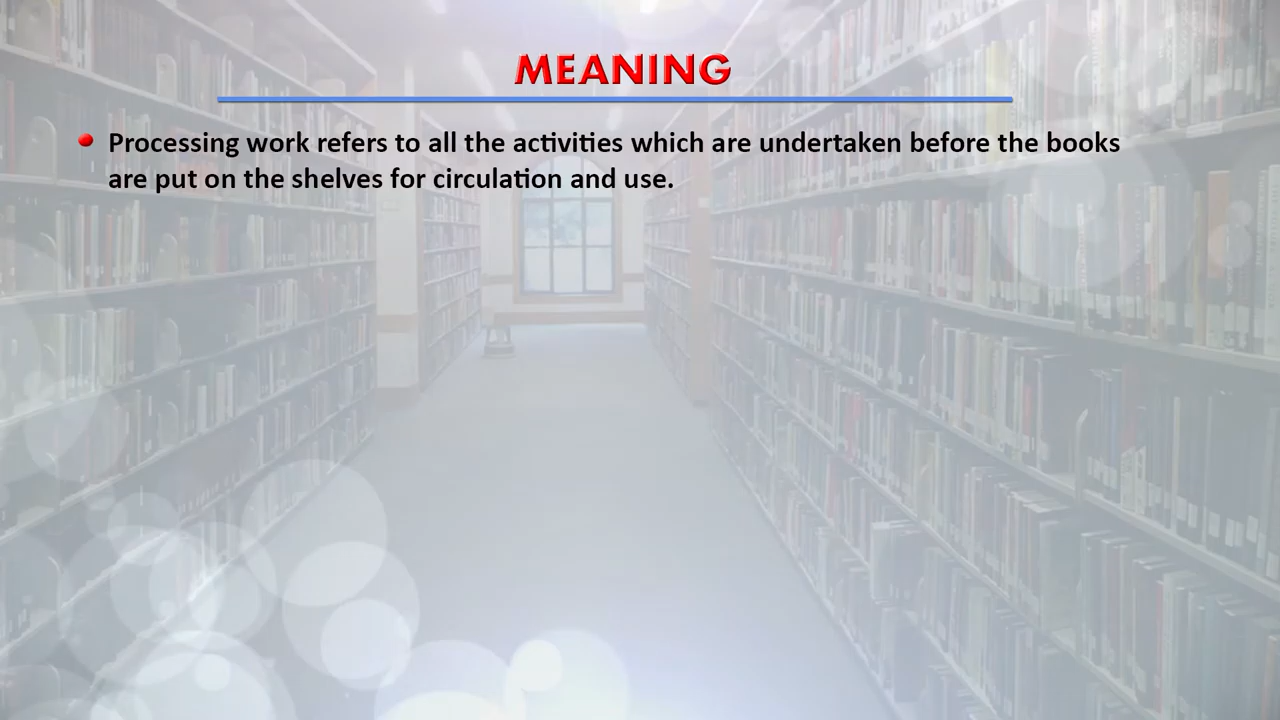 MEANING
Processing work refers to all the activities which are undertaken before the books
are put on the shelves for circulation and use.